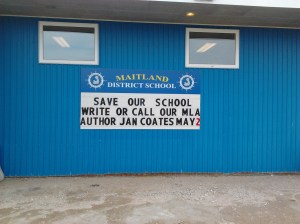 MAITLAND
DISTRICT SCHOOL
SAVE OUR SCHOOL
WRITE OR CALL OUR MLA
AUTHOR JAN COATES MAY 2